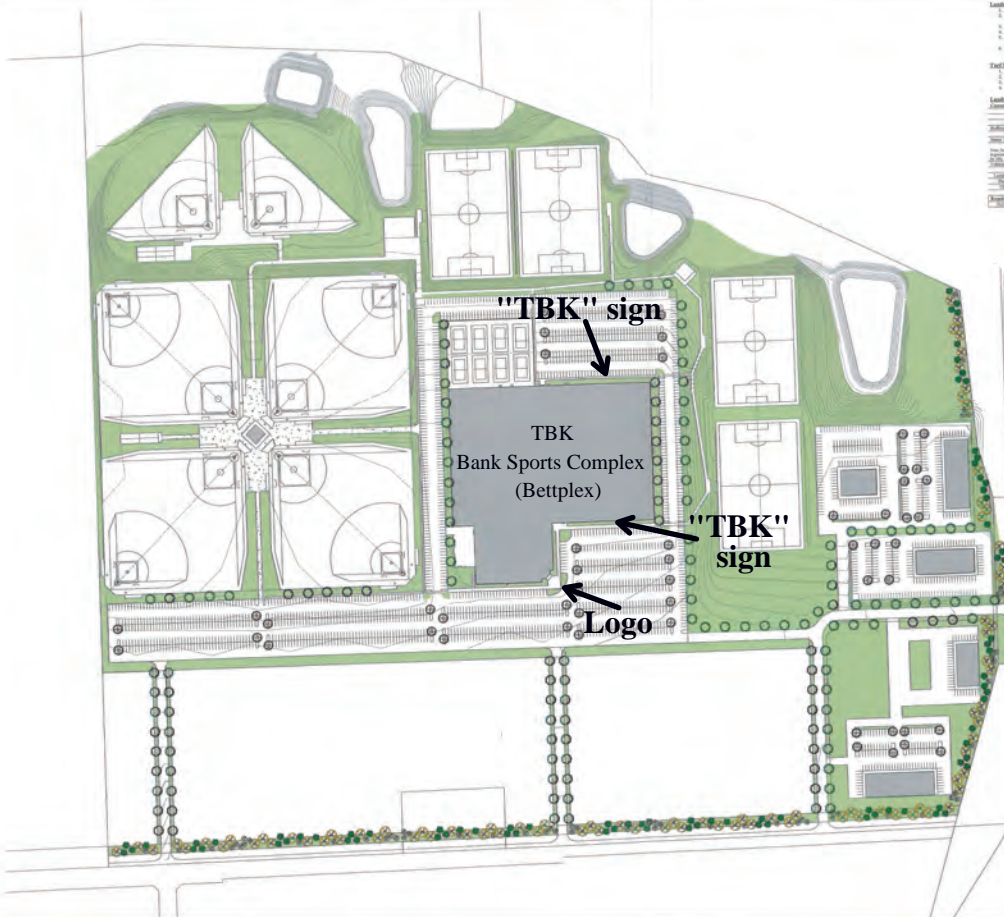 "TBK" sign
TBK
Bank Sports Complex
(Bettplex)
"TBK"
sign
Logo